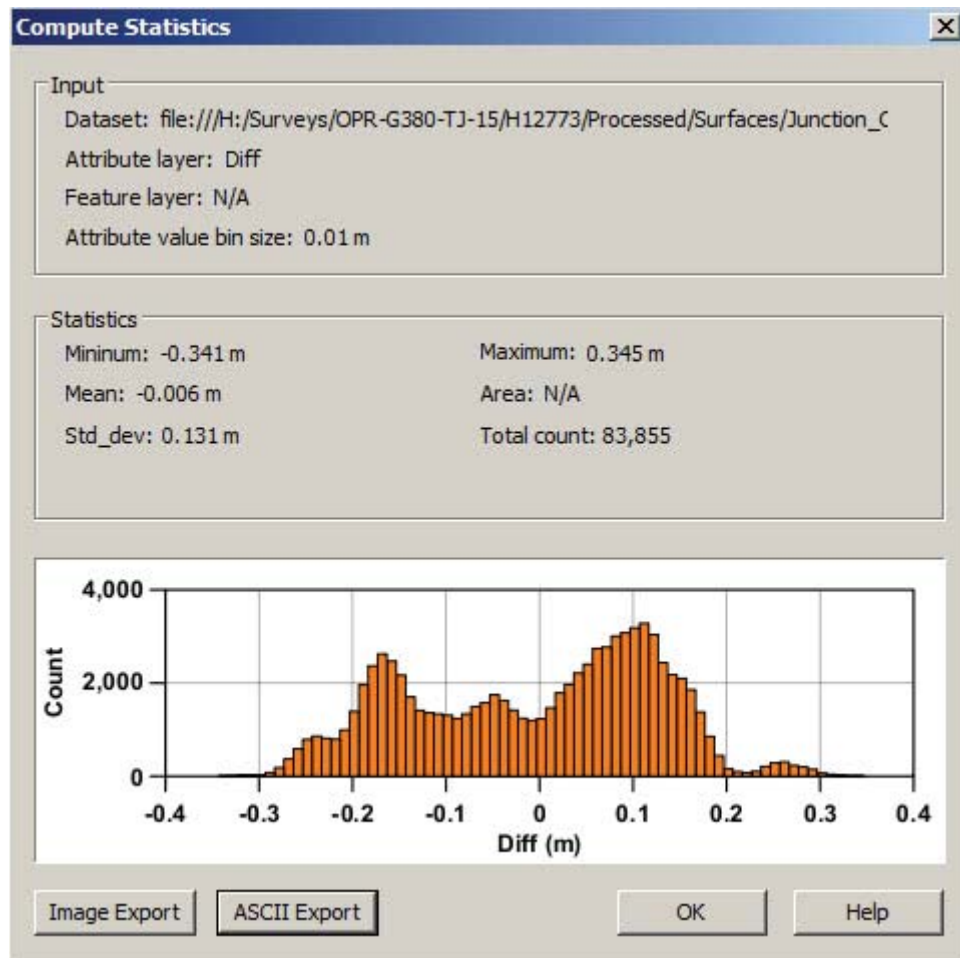 Compute Statistics
Input
Dataset: file:///H:/Surveys/OPR-G380-TJ-15/H12773/Processed/Surfaces/Junction_C
Attribute layer: Diff
Feature layer: N/A
Attribute value bin size: 0.01 m
Statistics
Mininum: -0.341 m
Maximum: 0.345 m
Mean: -0.006 m
Area: N/A
Std_dev: 0.131 m
Total count: 83,855
4,000
2,000
0
Count
-0.4 -0.3 -0.2 -0.1 0 0.1 0.2 0.3 0.4
Diff (m)
Image Export
ASCII Export
OK
Help